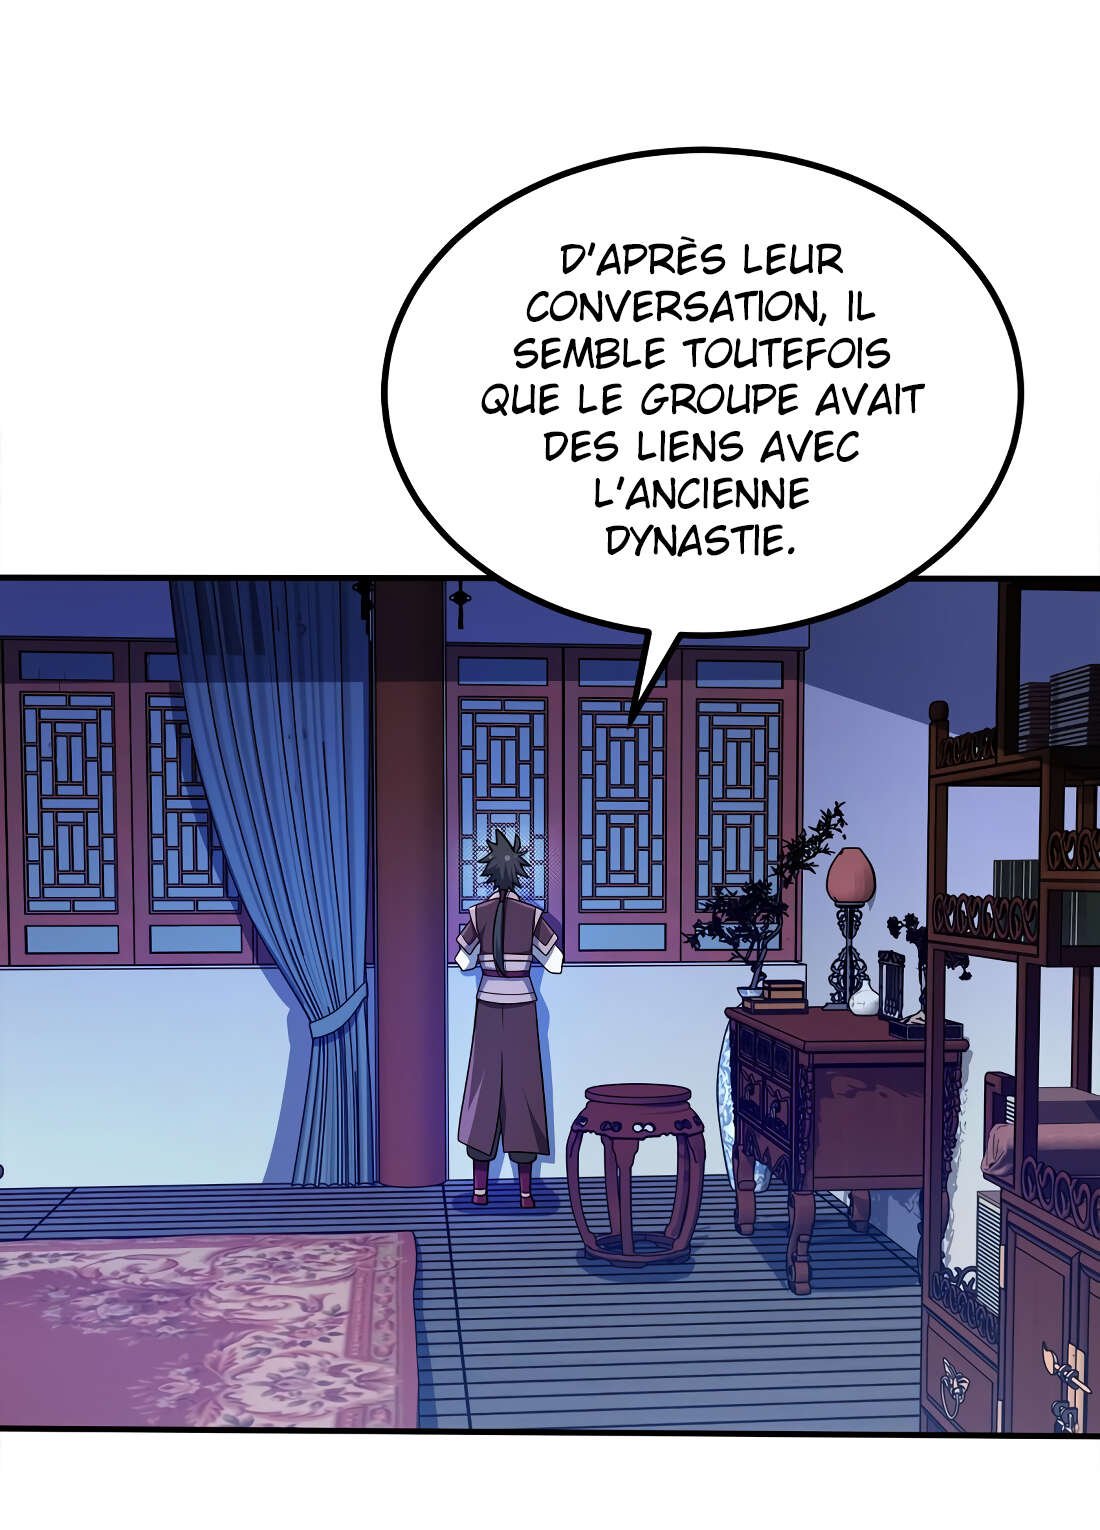 D'APRÈS LEUR
CONVERSATION, IL
SEMBLE TOUTEFOIS
QUE LE GROUPE AVAIT
DES LIENS AVEC
L'ANCIENNE
DYNASTIE.